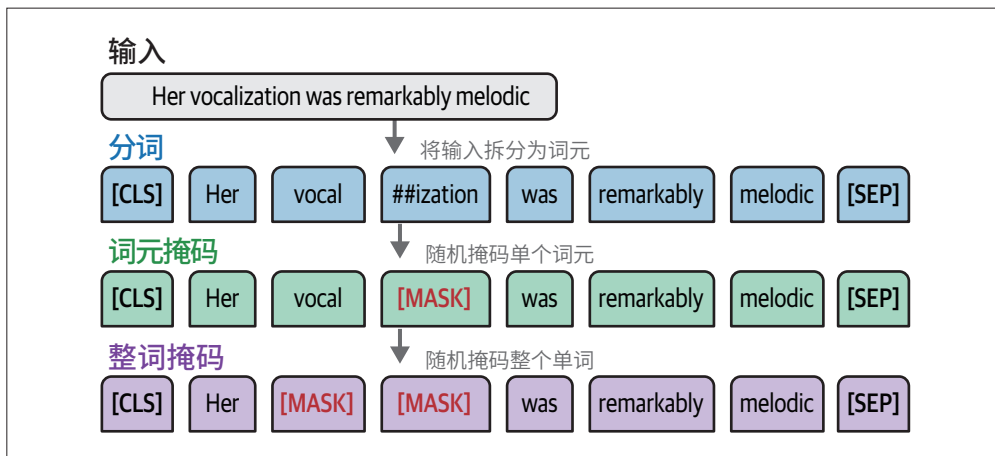 输入
Her vocalization was remarkably melodic
将输入拆分为词元
分词
[CLS] Her vocal ##ization was remarkably melodic [SEP]
随机掩码单个词元
词元掩码
[CLS] Her vocal [MASK] was remarkably melodic [SEP]
随机掩码整个单词
整词掩码
[CLS] Her [MASK] [MASK] was remarkably melodic [SEP]